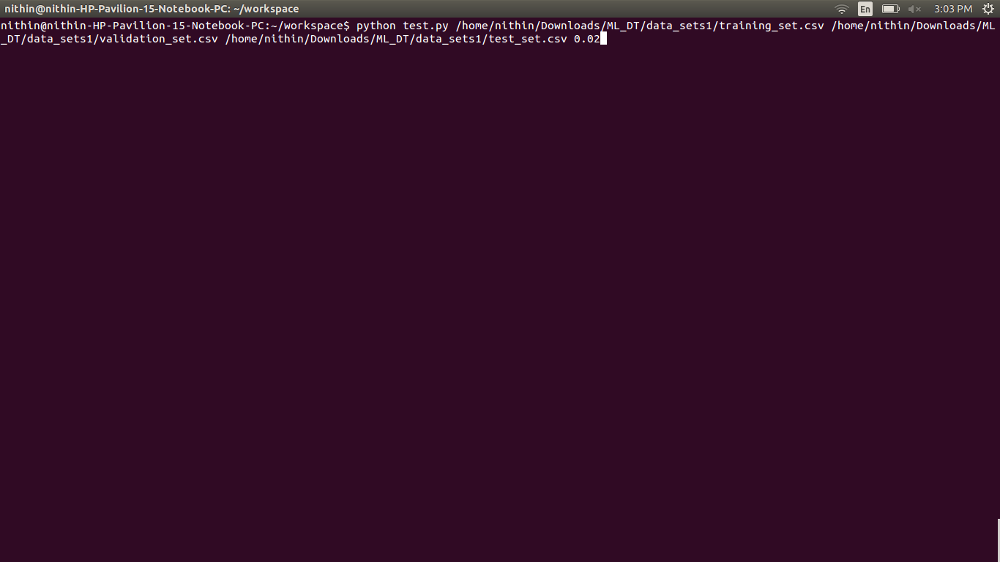 nithin@nithin-HP-Pavilion-15-Notebook-PC: ~/workspace En 3:03 PM
nithin@nithin-HP-Pavilion-15-Notebook-PC:~/workspace$ python test.py /home/nithin/Downloads/ML_DT/data_sets1/training_set.csv /home/nithin/Downloads/ML
_DT/data_sets1/validation_set.csv /home/nithin/Downloads/ML_DT/data_sets1/test_set.csv 0.02